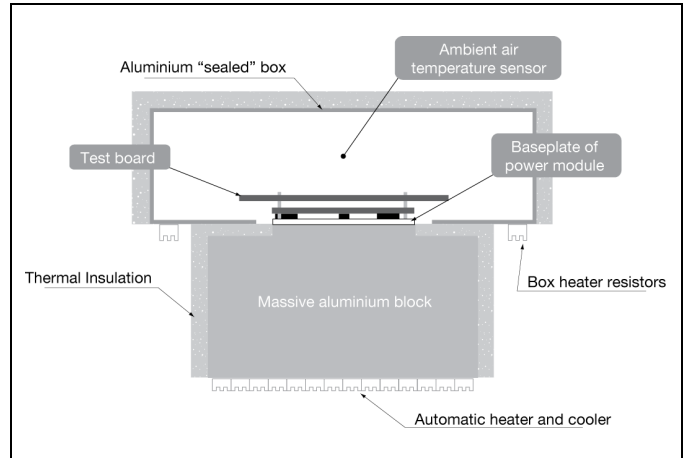 Ambient air
temperature sensor
Aluminium “sealed” box
Test board
Baseplate of
power module
Thermal Insulation
Massive aluminium block
Box heater resistors
Automatic heater and cooler